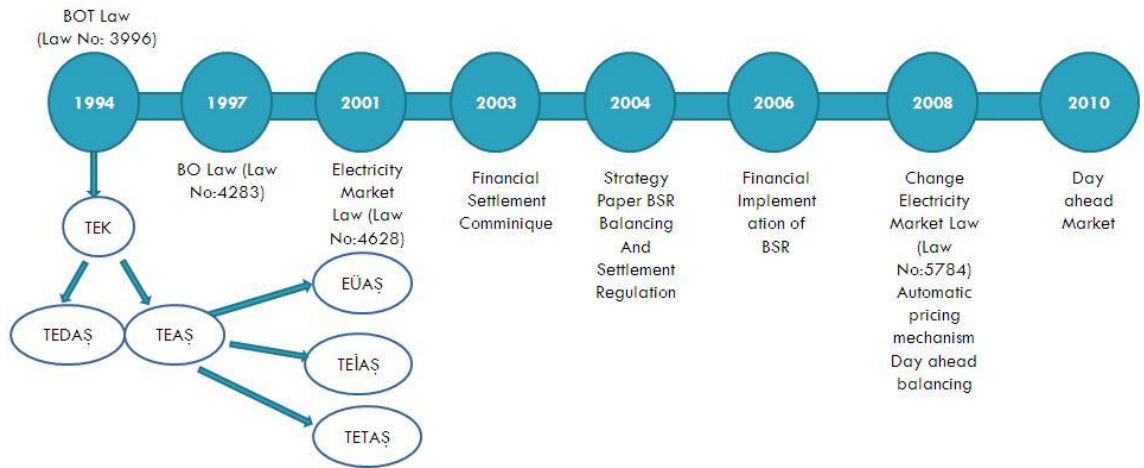 BOT Law
(Law No: 3996)
1994
1997
2001
2003
2004
2006
2008
2010
BO Law (Law
No:4283)
Electricity
Market
Law (Law
No:4628)
Financial
Settlement
Comminique
Strategy
Paper BSR
Balancing
And
Settlement
Regulation
Financial
Implement
ation of
BSR
Change
Electricity
Market Law
(Law
No:5784)
Automatic
pricing
mechanism
Day ahead
balancing
Day
ahead
Market
TEK
TEDAŞ
TEAŞ
EÜAŞ
TEİAŞ
TETAŞ